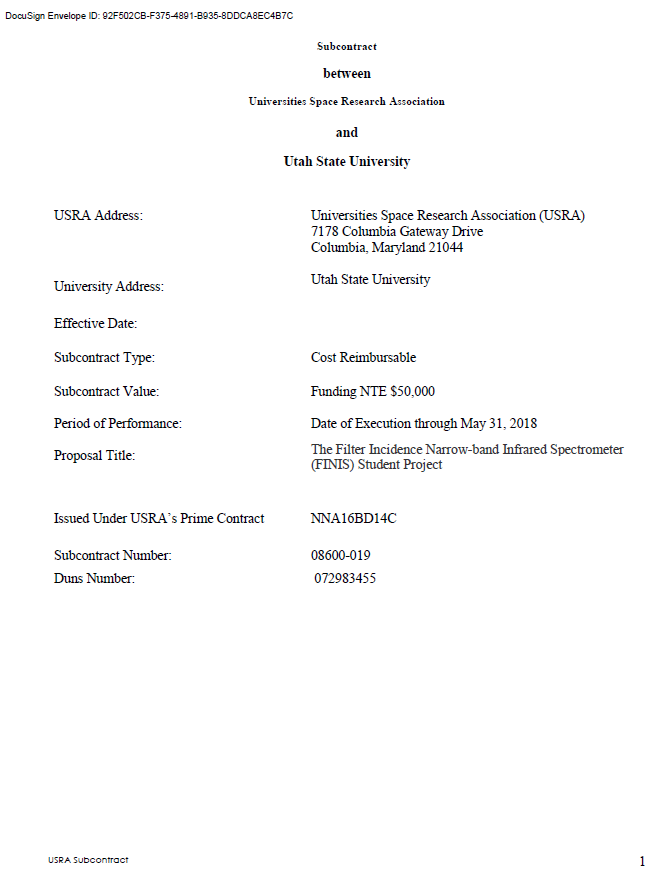 DocuSign Envelope ID: 92F502CB-F375-4891-B935-8DDCA8EC4B7C
Subcontract
between
Universities Space Research Association
and
Utah State University
USRA Address:
Universities Space Research Association (USRA)
7178 Columbia Gateway Drive
Columbia, Maryland 21044
University Address:
Utah State University
Effective Date:
Subcontract Type:
Cost Reimbursable
Subcontract Value:
Funding NTE $50,000
Period of Performance:
Date of Execution through May 31, 2018
Proposal Title:
The Filter Incidence Narrow-band Infrared Spectrometer
(FINIS) Student Project
Issued Under USRA’s Prime Contract
NNA16BD14C
Subcontract Number:
08600-019
Duns Number:
072983455
USRA Subcontract
1